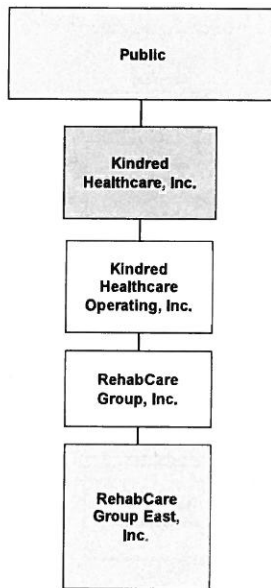 Public
Kindred
Healthcare, Inc.
Kindred
Healthcare
Operating, Inc.
RehabCare
Group, Inc.
RehabCare
Group East,
Inc.